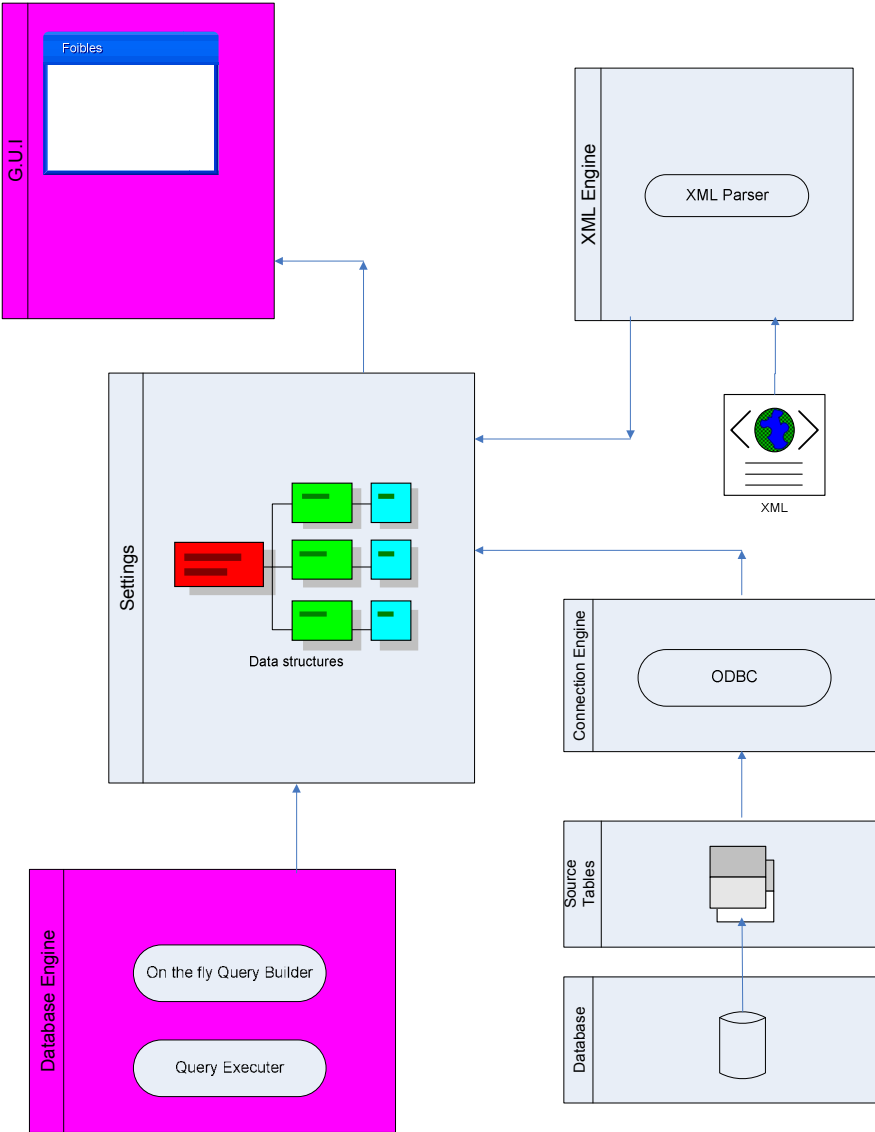 Foibles
G.U.I
XML Engine
XML Parser
XML
Settings
Data structures
Connection Engine
ODBC
Source
Tables
Database Engine
On the fly Query Builder
Query Executer
Database